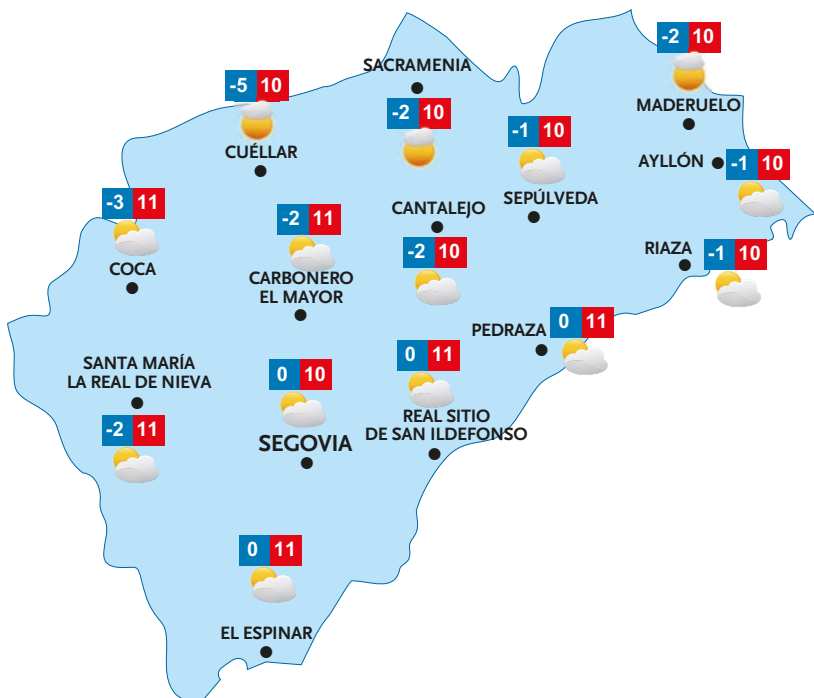 -2 10
MADERUELO
SACRAMENIA
-2 10
-5 10
CUÉLLAR
-1 10
SEPÚLVEDA
AYLLÓN
-1 10
-3 11
COCA
-2 11
CARBONERO
EL MAYOR
CANTALEJO
-2 10
RIAZA
-1 10
PEDRAZA
0 11
SANTA MARÍA
LA REAL DE NIEVA
-2 11
0 10
SEGOVIA
0 11
REAL SITIO
DE SAN ILDEFONSO
0 11
EL ESPINAR